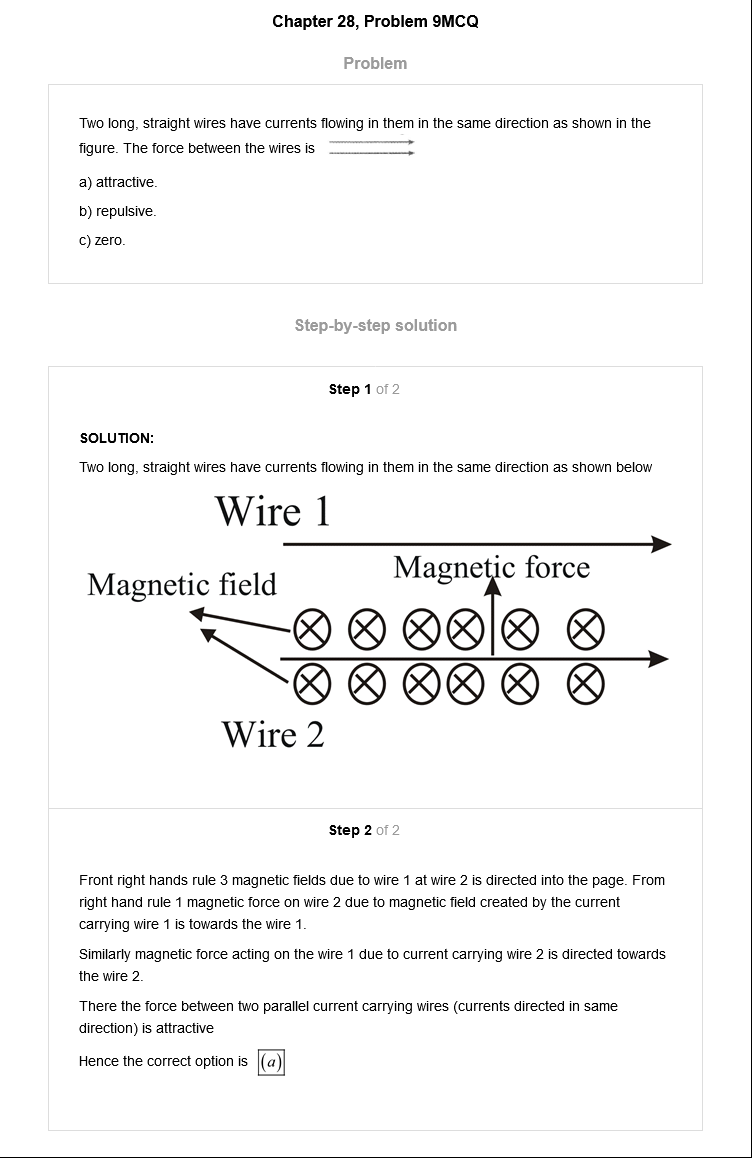 Chapter 28, Problem 9MCQ
Problem
Two long, straight wires have currents flowing in them in the same direction as shown in the
figure. The force between the wires is
a) attractive.
b) repulsive.
c) zero.
Step-by-step solution
Step 1 of 2
SOLUTION:
Two long, straight wires have currents flowing in them in the same direction as shown below
Wire 1
Magnetic force
Magnetic field
Wire 2
Step 2 of 2
Front right hands rule 3 magnetic fields due to wire 1 at wire 2 is directed into the page. From
right hand rule 1 magnetic force on wire 2 due to magnetic field created by the current
carrying wire 1 is towards the wire 1.
Similarly magnetic force acting on the wire 1 due to current carrying wire 2 is directed towards
the wire 2.
There the force between two parallel current carrying wires (currents directed in same
direction) is attractive
Hence the correct option is (a)